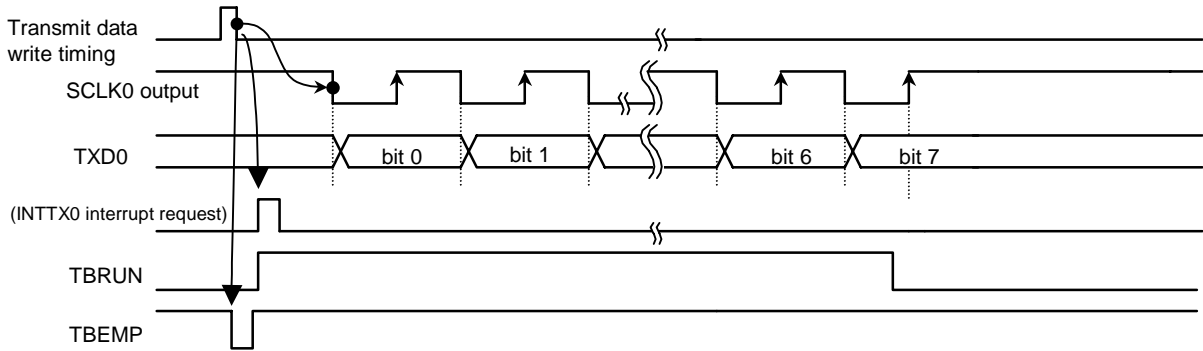 Transmit data
write timing
SCLK0 output
TXD0
bit 0
bit 1
bit 6
bit 7
(INTTX0 interrupt request)
TBRUN
TBEMP